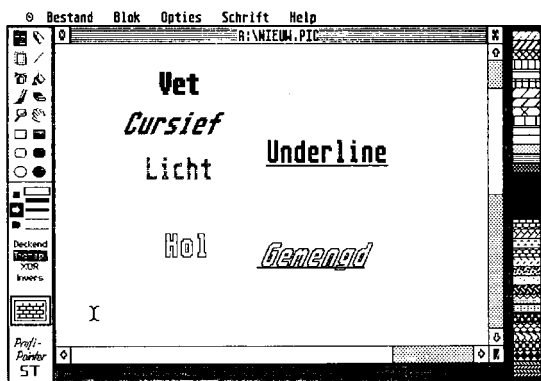 Bestand Blok Opties Schrift Help
A:\NIEUW.PIC
Vet
Cursief
Licht
Underline
Hol
Gemengd
Deckend
Transp.
XOR
Invers
Profi-
Painter
ST